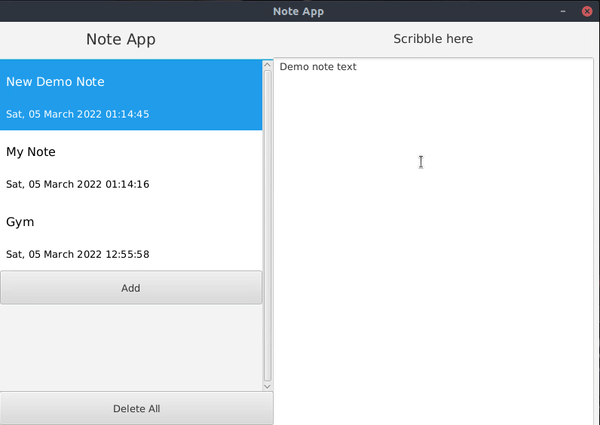 Note App
Note App
Scribble here
New Demo Note
Sat, 05 March 2022 01:14:45
My Note
Sat, 05 March 2022 01:14:16
Gym
Sat, 05 March 2022 12:55:58
Add
Delete All
Demo note text